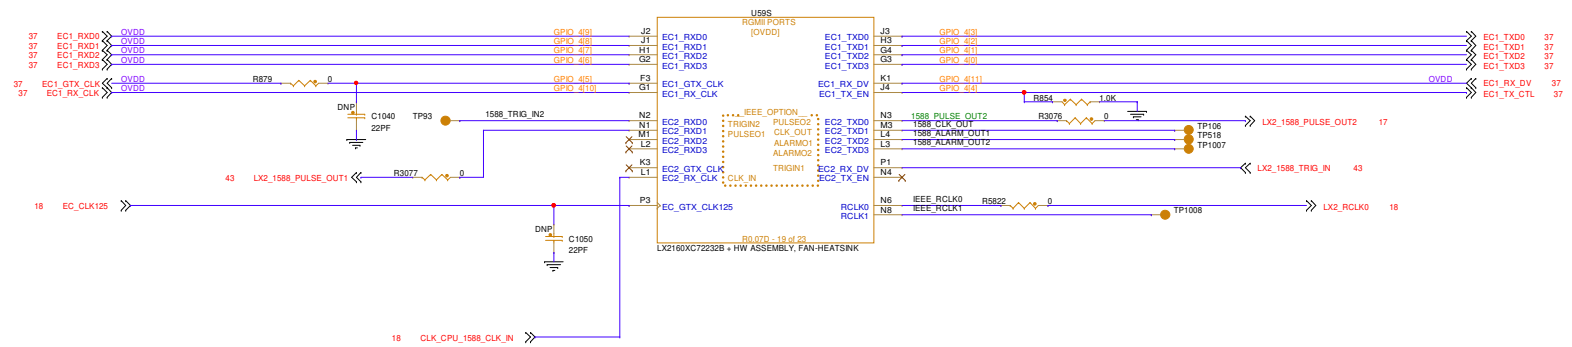 U59S
RGMII PORTS
[OVDD]
37 EC1_RXD0 OVDD GPIO_4[9] J2 EC1_RXD0 EC1_TXD0 J3 GPIO_4[3] EC1_TXD0 37
37 EC1_RXD1 OVDD GPIO_4[8] J1 EC1_RXD1 EC1_TXD1 H3 GPIO_4[2] EC1_TXD1 37
37 EC1_RXD2 OVDD GPIO_4[7] H1 EC1_RXD2 EC1_TXD2 G4 GPIO_4[1] EC1_TXD2 37
37 EC1_RXD3 OVDD GPIO_4[6] G2 EC1_RXD3 EC1_TXD3 G3 GPIO_4[0] EC1_TXD3 37
37 EC1_GTX_CLK OVDD R879 0 GPIO_4[5] F3 EC1_GTX_CLK EC1_RX_DV K1 GPIO_4[11] OVDD EC1_RX_DV 37
37 EC1_RX_CLK OVDD GPIO_4[10] G1 EC1_RX_CLK EC1_TX_EN J4 GPIO_4[4] EC1_TX_CTL 37
R854 1.0K
DNP
C1040
22PF
IEEE_OPTION
TP93 1588_TRIG_IN2 N2 EC2_RXD0 TRIGIN2 PULSEO2 EC2_TXD0 N3 1588_PULSE_OUT2 R3076 0 LX2_1588_PULSE_OUT2 17
N1 EC2_RXD1 PULSEO1 CLK_OUT EC2_TXD1 M3 1588_CLK_OUT TP106
M1 EC2_RXD2 ALARMO1 EC2_TXD2 L4 1588_ALARM_OUT1 TP518
L2 EC2_RXD3 ALARMO2 EC2_TXD3 L3 1588_ALARM_OUT2 TP1007
K3 EC2_GTX_CLK TRIGIN1 EC2_RX_DV P1 LX2_1588_TRIG_IN 43
43 LX2_1588_PULSE_OUT1 R3077 0 L1 EC2_RX_CLK CLK_IN EC2_TX_EN N4
18 EC_CLK125 P3 EC_GTX_CLK125 RCLK0 N6 IEEE_RCLK0 R5822 0 LX2_RCLK0 18
RCLK1 N8 IEEE_RCLK1 TP1008
DNP
C1050
22PF
R0.07D - 19 of 23
LX2160XC72232B + HW ASSEMBLY, FAN-HEATSINK
18 CLK_CPU_1588_CLK_IN